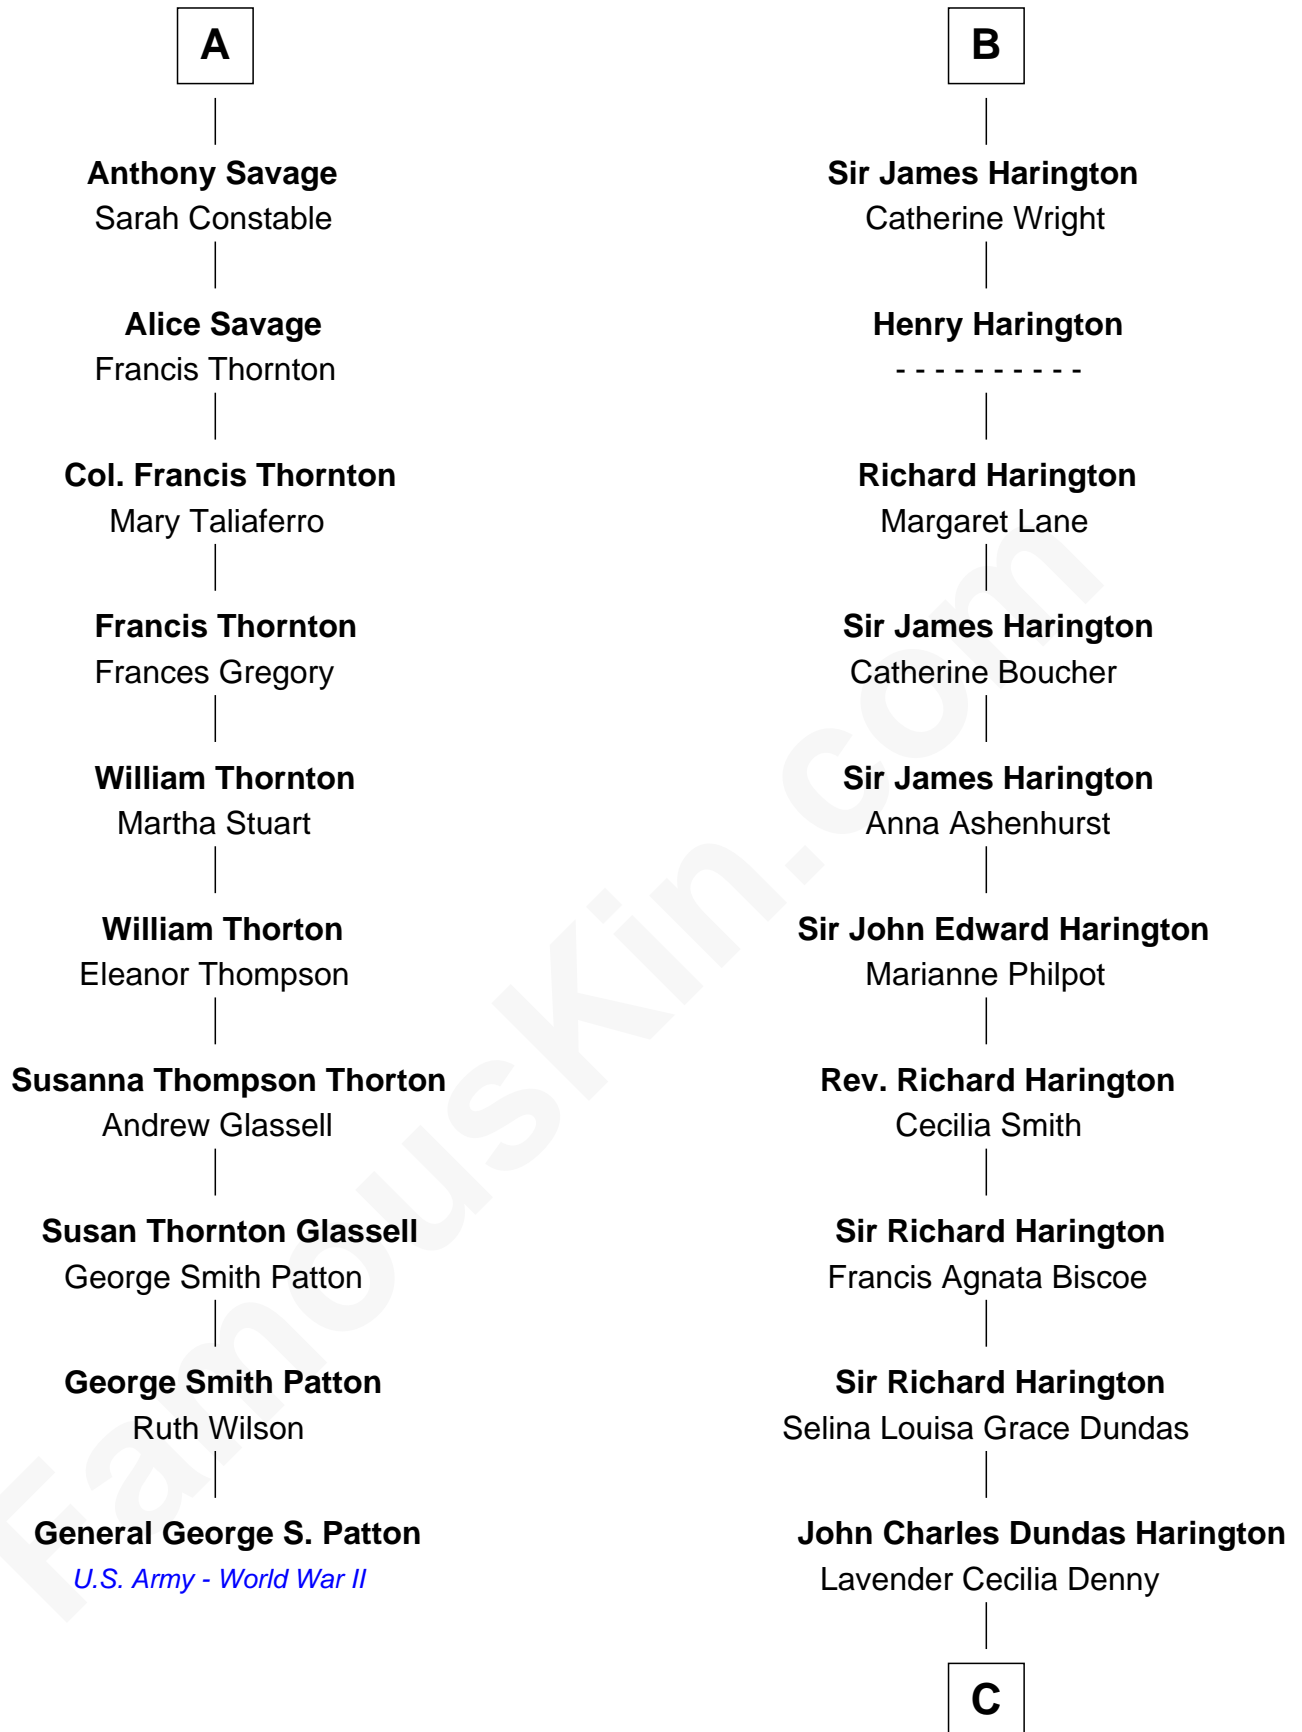 A
Anthony Savage
Sarah Constable
Alice Savage
Francis Thornton
Col. Francis Thornton
Mary Taliaferro
Francis Thornton
Frances Gregory
William Thornton
Martha Stuart
William Thorton
Eleanor Thompson
Susanna Thompson Thorton
Andrew Glassell
Susan Thornton Glassell
George Smith Patton
George Smith Patton
Ruth Wilson
General George S. Patton
U.S. Army - World War II
B
Sir James Harington
Catherine Wright
Henry Harington
- - - - - - - - - -
Richard Harington
Margaret Lane
Sir James Harington
Catherine Boucher
Sir James Harington
Anna Ashenhurst
Sir John Edward Harington
Marianne Philpot
Rev. Richard Harington
Cecilia Smith
Sir Richard Harington
Francis Agnata Biscoe
Sir Richard Harington
Selina Louisa Grace Dundas
John Charles Dundas Harington
Lavender Cecilia Denny
C
FamousKin.com